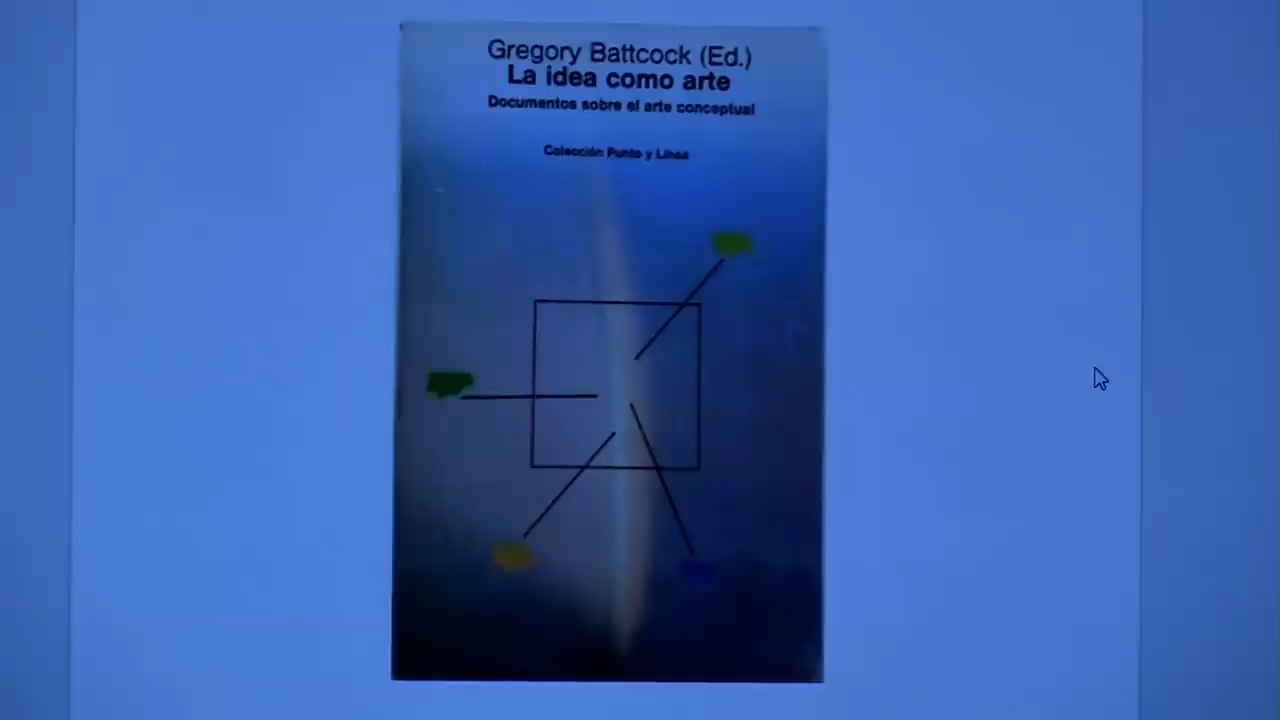 Gregory Battcock (Ed.)
La idea como arte
Documentos sobre el arte conceptual
Colección Punto y Línea